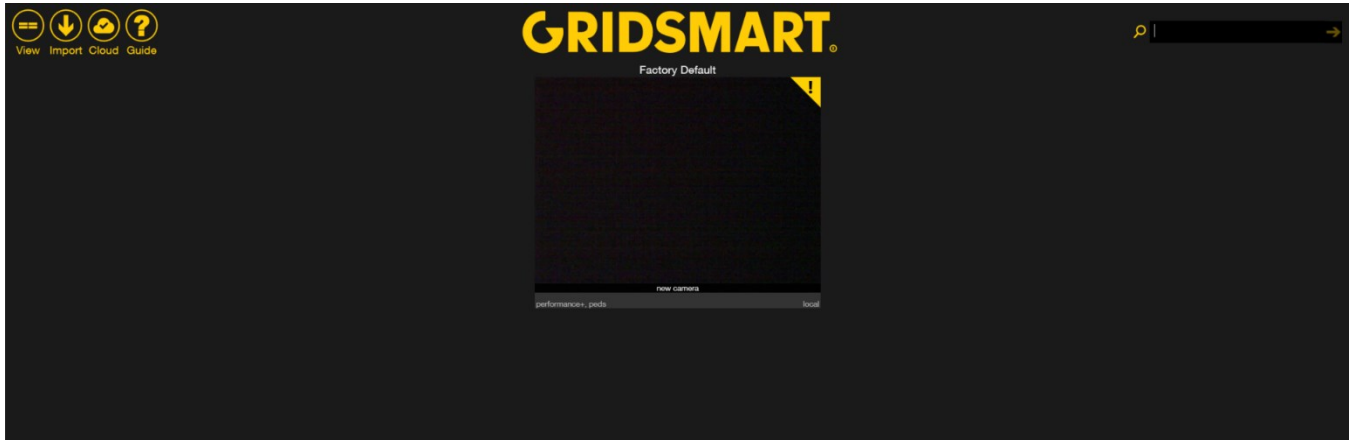 View Import Cloud Guide
GRIDSMART®
Factory Default
!
new camera
performance+, peds local